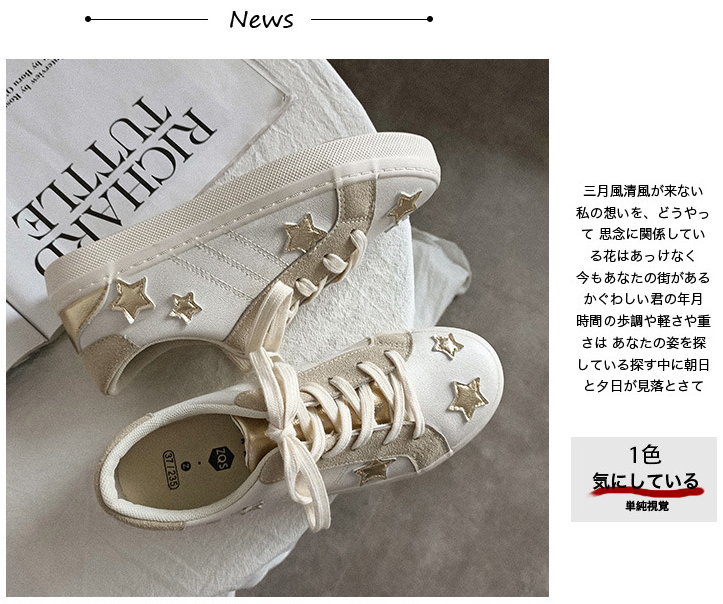 News
Interview by Boru O
RICHARD
TUTTLE
ZQS
37/235
三月風清風が来ない
私の想いを、どうやっ
て 思念に関係してい
る花はあっけなく
今もあなたの街がある
かぐわしい君の年月
時間の歩調や軽さや重
さは あなたの姿を探
している探す中に朝日
と夕日が見落とさて
1色
気にしている
単純視覚